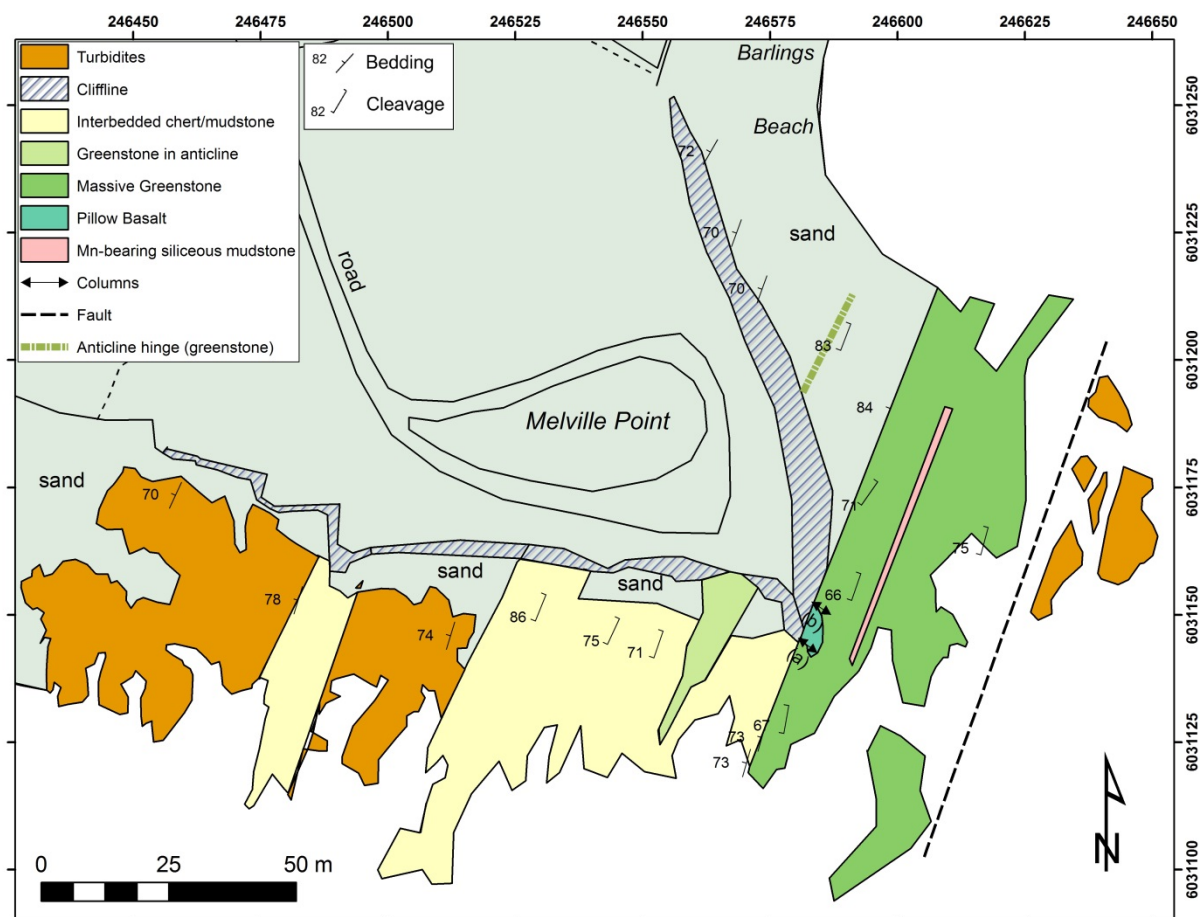 246450 246475 246500 246525 246550 246575 246600 246625 246650
Turbidites
Cliffline
Interbedded chert/mudstone
Greenstone in anticline
Massive Greenstone
Pillow Basalt
Mn-bearing siliceous mudstone
Columns
Fault
Anticline hinge (greenstone)
82 Bedding
82 Cleavage
Barlings
Beach
6031250
72
70
sand
6031225
road
70
83
6031200
84
Melville Point
sand
70
71
6031175
75
sand
sand
78
86
66
6031150
74
75
71
(b)
(a)
67
73
73
6031125
6031100
0 25 50 m
N